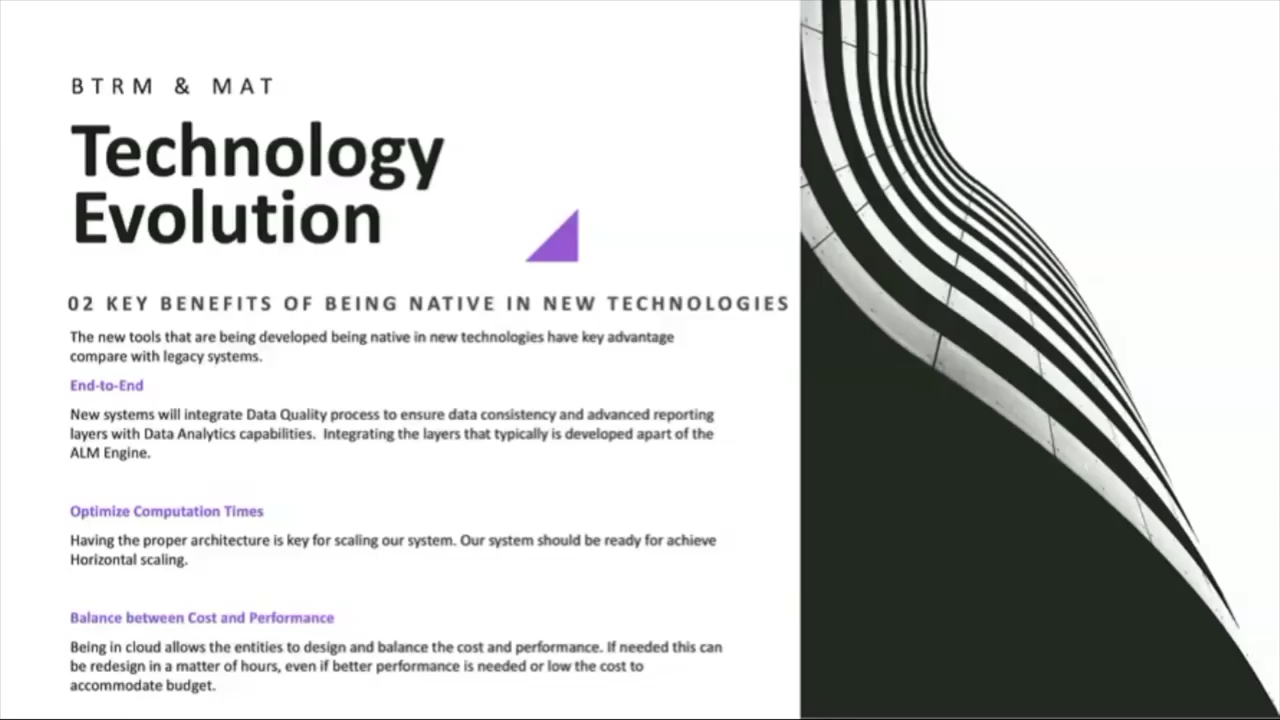 BTRM & MAT
Technology
Evolution
02 KEY BENEFITS OF BEING NATIVE IN NEW TECHNOLOGIES
The new tools that are being developed being native in new technologies have key advantage
compare with legacy systems.
End-to-End
New systems will integrate Data Quality process to ensure data consistency and advanced reporting
layers with Data Analytics capabilities.  Integrating the layers that typically is developed apart of the
ALM Engine.
Optimize Computation Times
Having the proper architecture is key for scaling our system. Our system should be ready for achieve
Horizontal scaling.
Balance between Cost and Performance
Being in cloud allows the entities to design and balance the cost and performance. If needed this can
be redesign in a matter of hours, even if better performance is needed or low the cost to
accommodate budget.